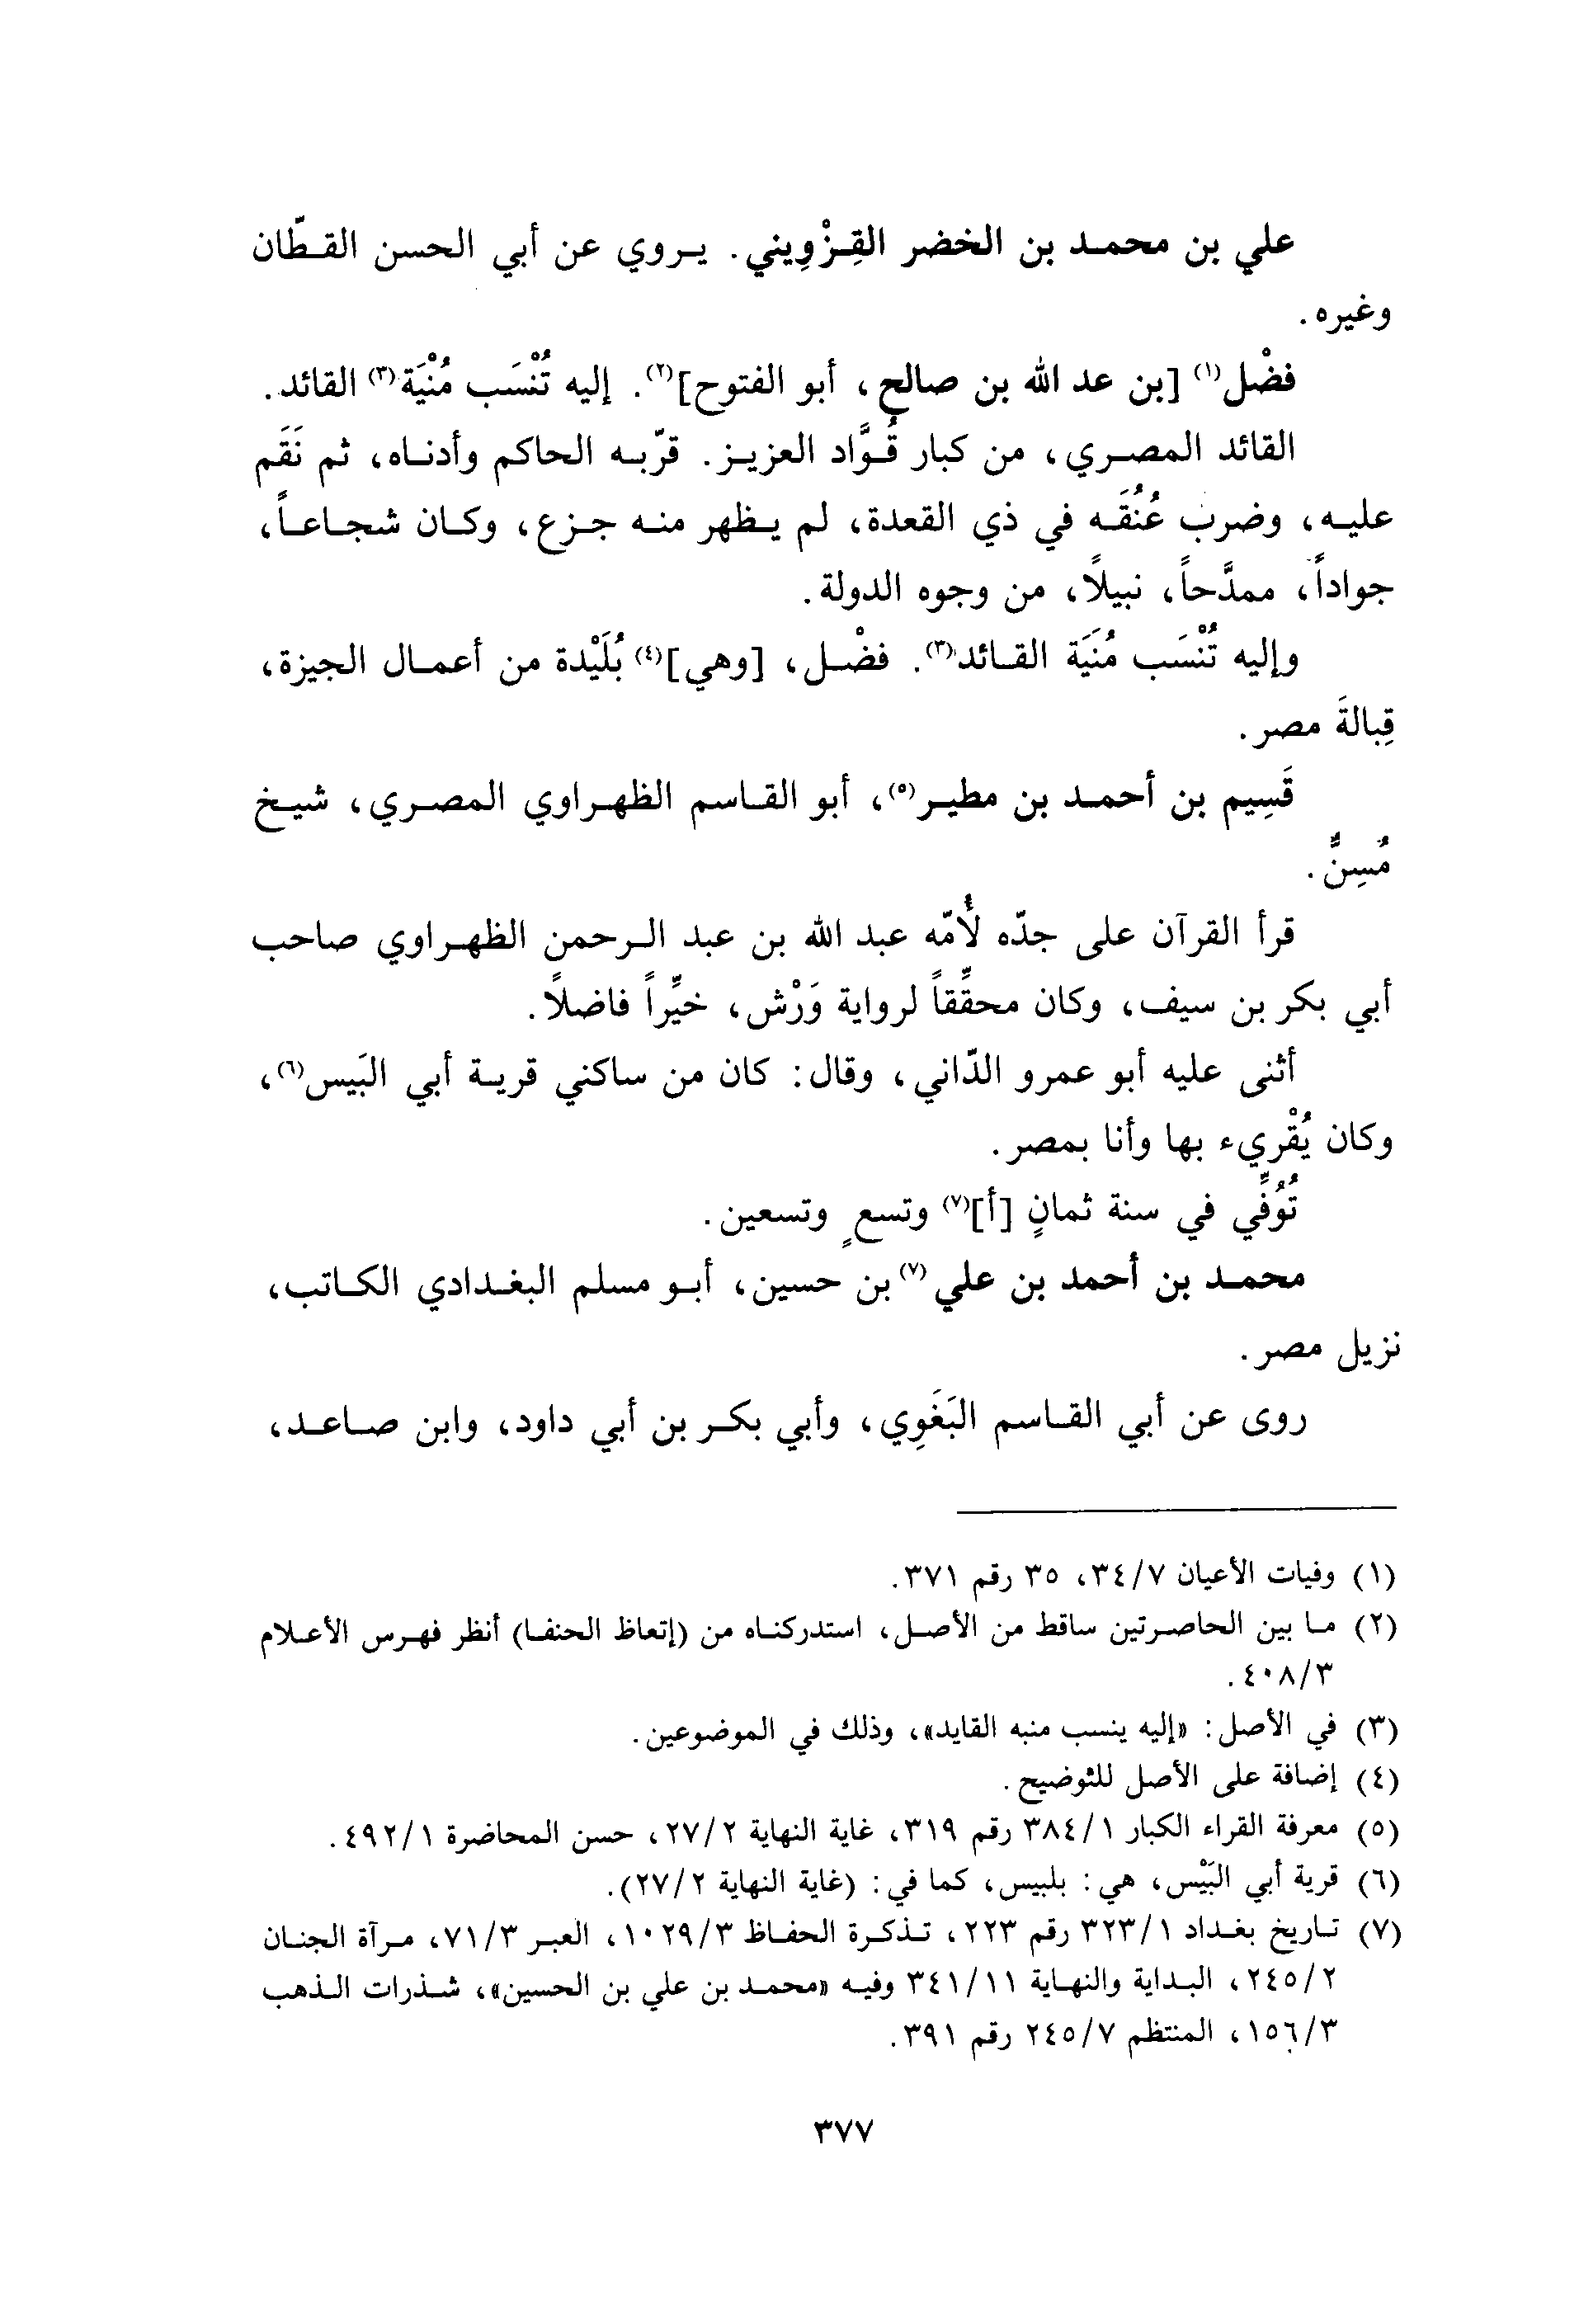 علي بن محمد بن الخضر القِزْوِيني. يروي عن أبي الحسن القطّان
وغيره.
فضْل(١) [بن عد الله بن صالح، أبو الفتوح](٢). إليه تُنْسَب مُنْيَة(٣) القائد.
القائد المصري، من كبار قُوَّاد العزيز. قرّبه الحاكم وأدناه، ثم نَقَم
عليه، وضرب عُنُقَه في ذي القعدة، لم يظهر منه جزع، وكان شجاعاً،
جواداً، ممدَّحاً، نبيلاً، من وجوه الدولة.
وإليه تُنْسَب مُنَيَة القائد(٣). فضْل، [وهي](٤) بُلَيْدة من أعمال الجيزة،
قِبالةَ مصر.
قَسِيم بن أحمد بن مطير(٥)، أبو القاسم الظهراوي المصري، شيخ
مُسِنٌّ.
قرأ القرآن على جدّه لأُمّه عبد الله بن عبد الرحمن الظهراوي صاحب
أبي بكر بن سيف، وكان محقِّقاً لرواية وَرْش، خيِّراً فاضلاً.
أثنى عليه أبو عمرو الدّاني، وقال: كان من ساكني قرية أبي البَيس(٦)،
وكان يُقْريء بها وأنا بمصر.
تُوُفِّي في سنة ثمانٍ [أ](٧) وتسعٍ وتسعين.
محمد بن أحمد بن علي(٧) بن حسين، أبو مسلم البغدادي الكاتب،
نزيل مصر.
روى عن أبي القاسم البَغَوِي، وأبي بكر بن أبي داود، وابن صاعد،
(١) وفيات الأعيان ٣٤/٧، ٣٥ رقم ٣٧١.
(٢) ما بين الحاصرتين ساقط من الأصل، استدركناه من (إتعاظ الحنفا) أنظر فهرس الأعلام
٤٠٨/٣.
(٣) في الأصل: «إليه ينسب منبه القايد»، وذلك في الموضوعين.
(٤) إضافة على الأصل للتوضيح.
(٥) معرفة القراء الكبار ٣٨٤/١ رقم ٣١٩، غاية النهاية ٢٧/٢، حسن المحاضرة ٤٩٢/١.
(٦) قرية أبي البَيْس، هي: بلبيس، كما في: (غاية النهاية ٢٧/٢).
(٧) تاريخ بغداد ٣٢٣/١ رقم ٢٢٣، تذكرة الحفاظ ١٠٢٩/٣، العبر ٧١/٣، مرآة الجنان
٢٤٥/٢، البداية والنهاية ٣٤١/١١ وفيه «محمد بن علي بن الحسين»، شذرات الذهب
١٥٦/٣، المنتظم ٢٤٥/٧ رقم ٣٩١.
٣٧٧